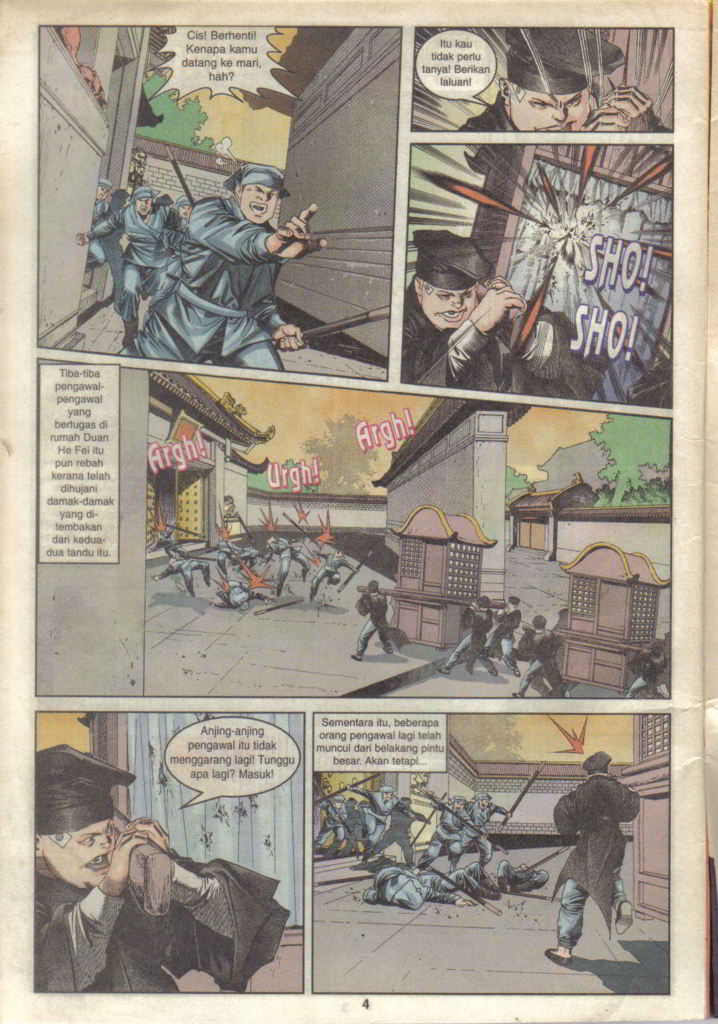 Cis! Berhenti!
Kenapa kamu
datang ke mari,
hah?
Itu kau
tidak perlu
tanya! Berikan
laluan!
SHO!
SHO!
Tiba-tiba
pengawal-
pengawal
yang
bertugas di
rumah Duan
He Fei itu
pun rebah
kerana telah
dihujani
damak-damak
yang di-
tembakan
dari kedua-
dua tandu itu.
Arghh!
Urgh!
Argh!
Anjing-anjing
pengawal itu tidak
menggarang lagi! Tunggu
apa lagi? Masuk!
Sementara itu, beberapa
orang pengawal lagi telah
muncul dari belakang pintu
besar. Akan tetapi...
4